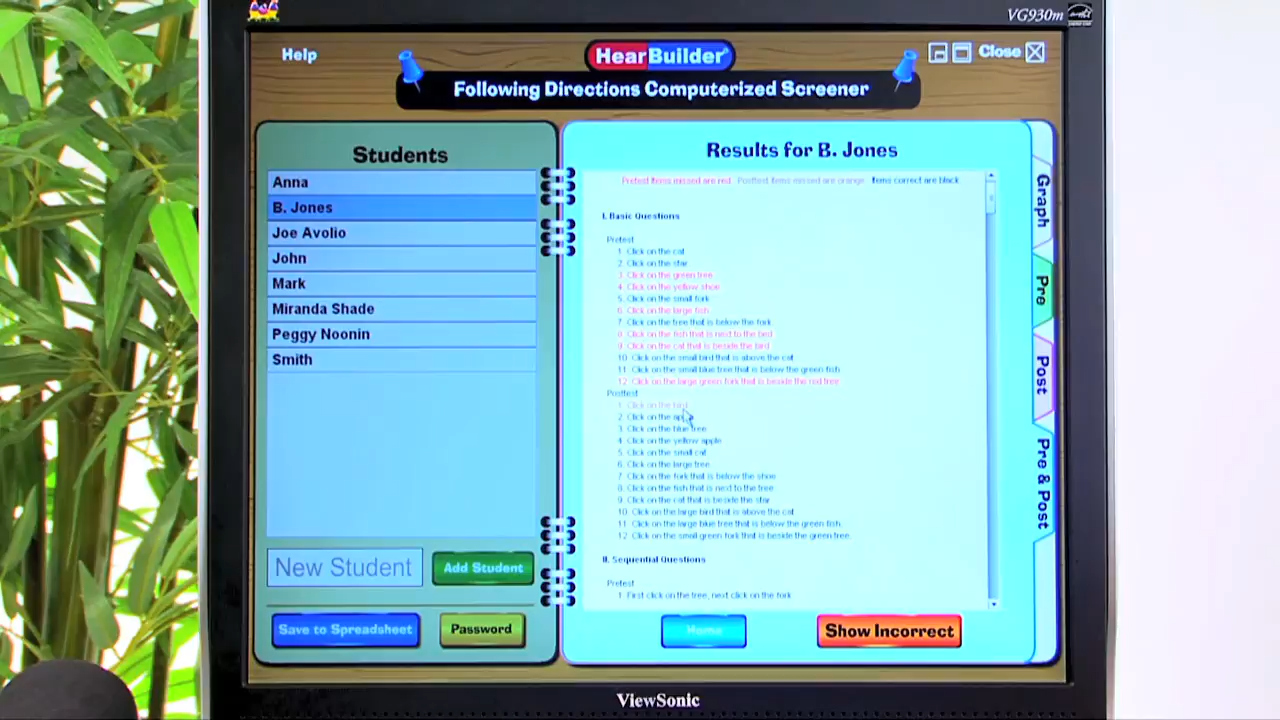 VG930m
Help
HearBuilder®
Close
Following Directions Computerized Screener
Students
Anna
B. Jones
Joe Avolio
John
Mark
Miranda Shade
Peggy Noonin
Smith
New Student
Add Student
Save to Spreadsheet
Password
Results for B. Jones
Pretest items missed are red. Posttest items missed are orange. Items correct are black
I. Basic Questions
Pretest
1. Click on the cat
2. Click on the star
3. Click on the green tree
4. Click on the yellow shoe
5. Click on the small fork
6. Click on the large fish
7. Click on the tree that is below the fork
8. Click on the fish that is next to the bird
9. Click on the cat that is beside the bird
10. Click on the small bird that is above the cat
11. Click on the small blue tree that is below the green fish
12. Click on the large green fork that is beside the red tree
Posttest
1. Click on the bird
2. Click on the apple
3. Click on the blue tree
4. Click on the yellow apple
5. Click on the small cat
6. Click on the large tree
7. Click on the fork that is below the shoe
8. Click on the fish that is next to the tree
9. Click on the cat that is beside the star
10. Click on the large bird that is above the cat
11. Click on the large blue tree that is below the green fish.
12. Click on the small green fork that is beside the green tree.
II. Sequential Questions
Pretest
1. First click on the tree, next click on the fork
Home
Show Incorrect
Graph
Pre
Post
Pre & Post
ViewSonic